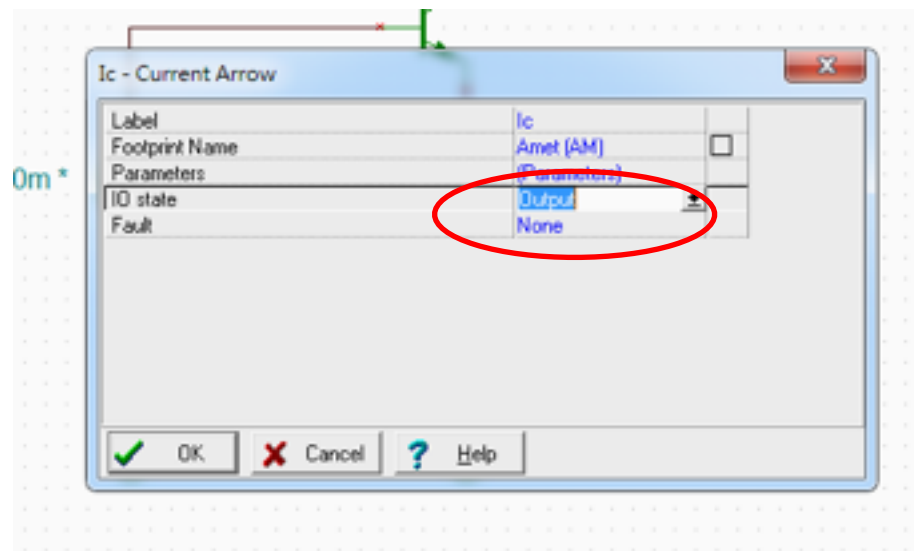 Ic - Current Arrow
Label Ic
Footprint Name Amet (AM)
0m * Parameters (Parameters)
IO state Output
Fault None
OK Cancel ? Help